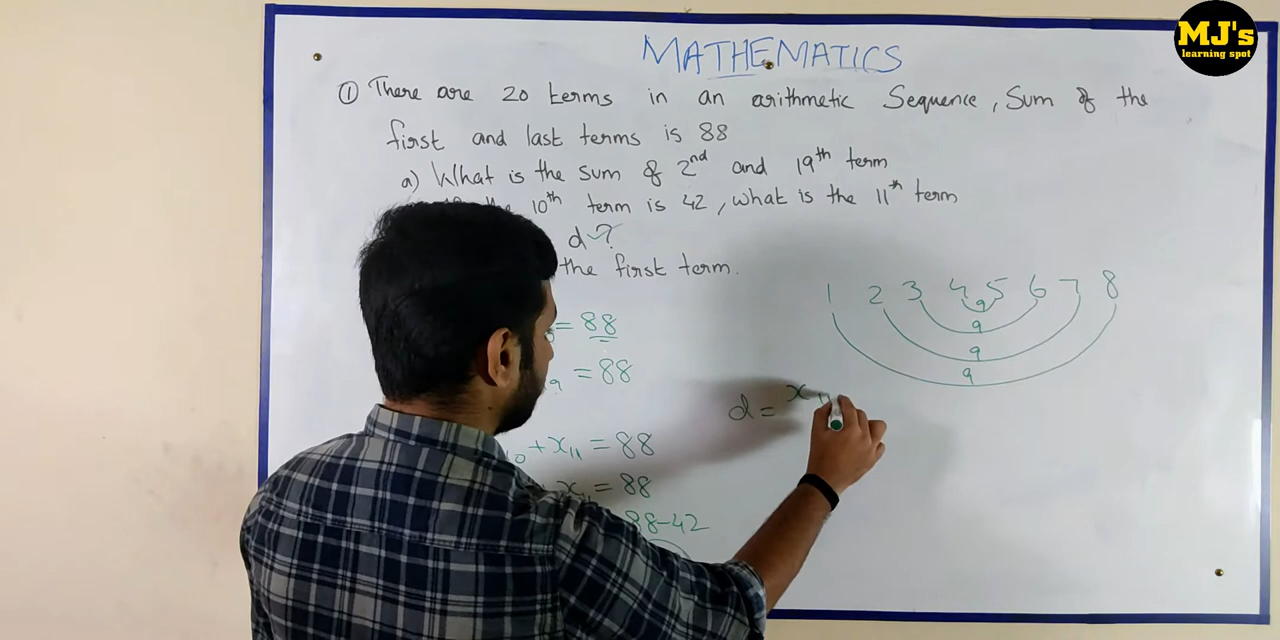 MJ's
learning spot
MATHEMATICS
① There are 20 terms in an arithmetic Sequence, Sum of the
first and last terms is 88
a) What is the sum of 2nd and 19th term
the 10th term is 42, what is the 11th term
d?
the first term.
1 2 3 4 5 6 7 8
9
9
9
9
= 88
9 = 88
d = x11
10 + x11 = 88
x11 = 88
88-42